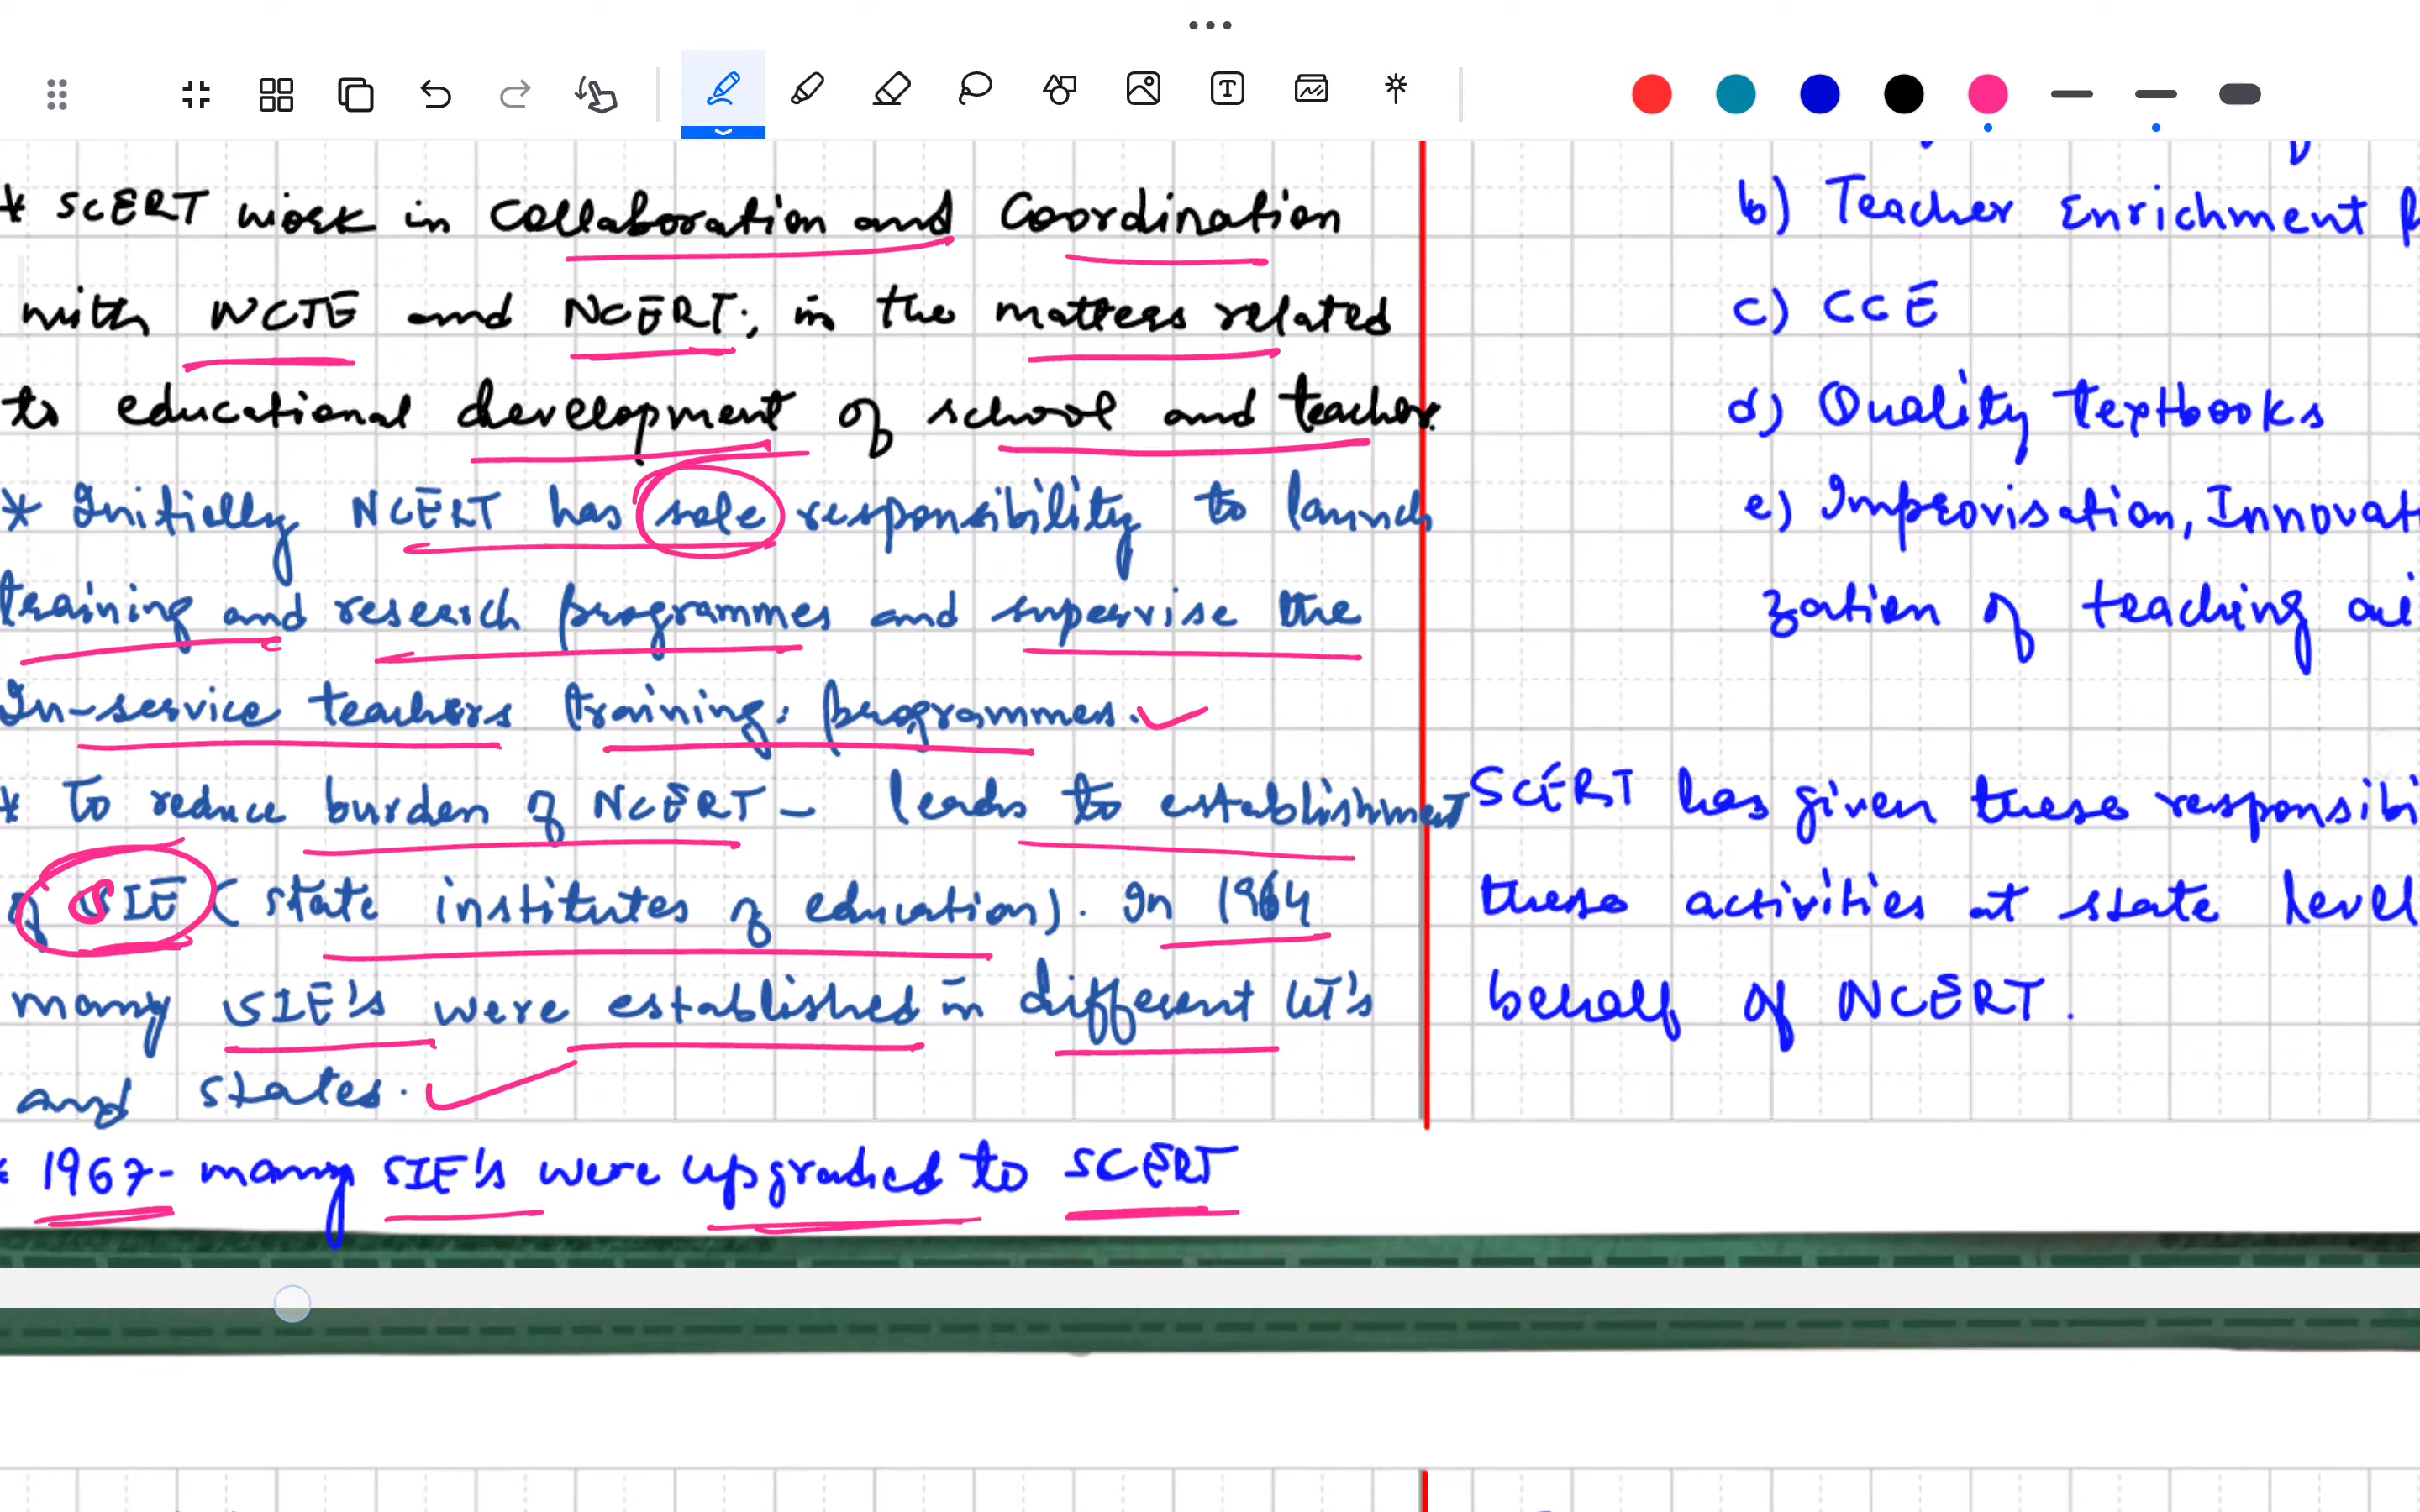 * SCERT work in collaboration and Coordination
with NCTE and NCERT, in the matters related
to educational development of school and teacher.
* Initially NCERT has sole responsibility to launch
training and research programmes and supervise the
In-service teachers training programmes.
* To reduce burden of NCERT - leads to establishment
of SIE (state institutes of education). In 1964
many SIE's were established in different UT's
and states.
* 1967- many SIE's were upgraded to SCERT
b) Teacher Enrichment
c) CCE
d) Quality Textbooks
e) Improvisation, Innovat
zation of teaching ai
SCERT has given these responsibi
these activities at state level
behalf of NCERT.